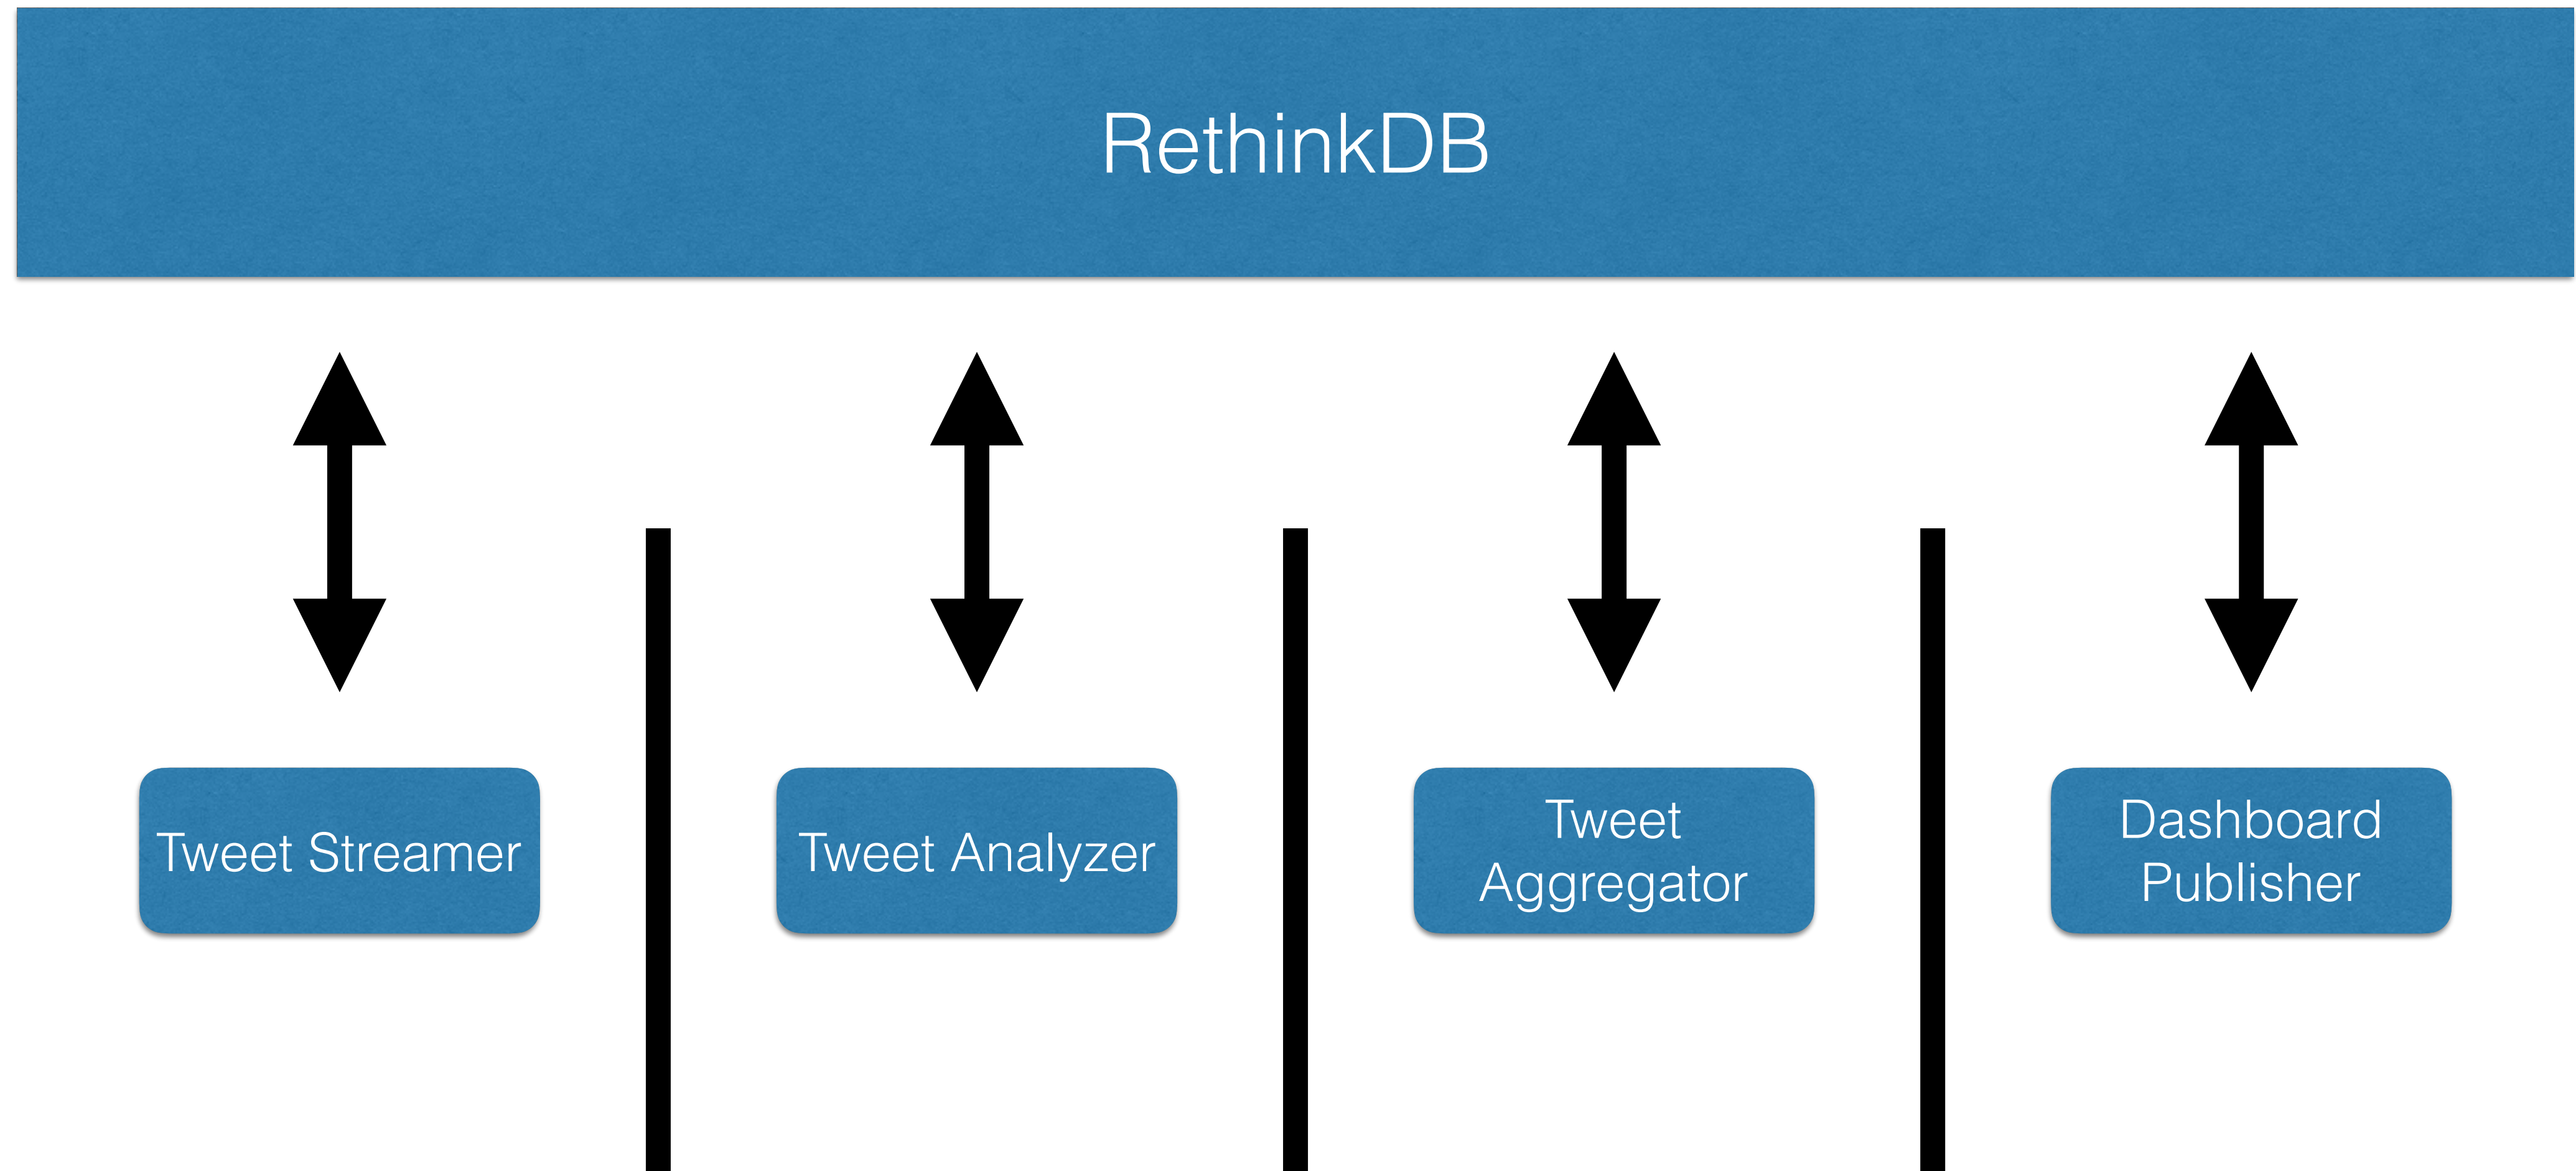 RethinkDB
Tweet Streamer
Tweet Analyzer
Tweet
Aggregator
Dashboard
Publisher